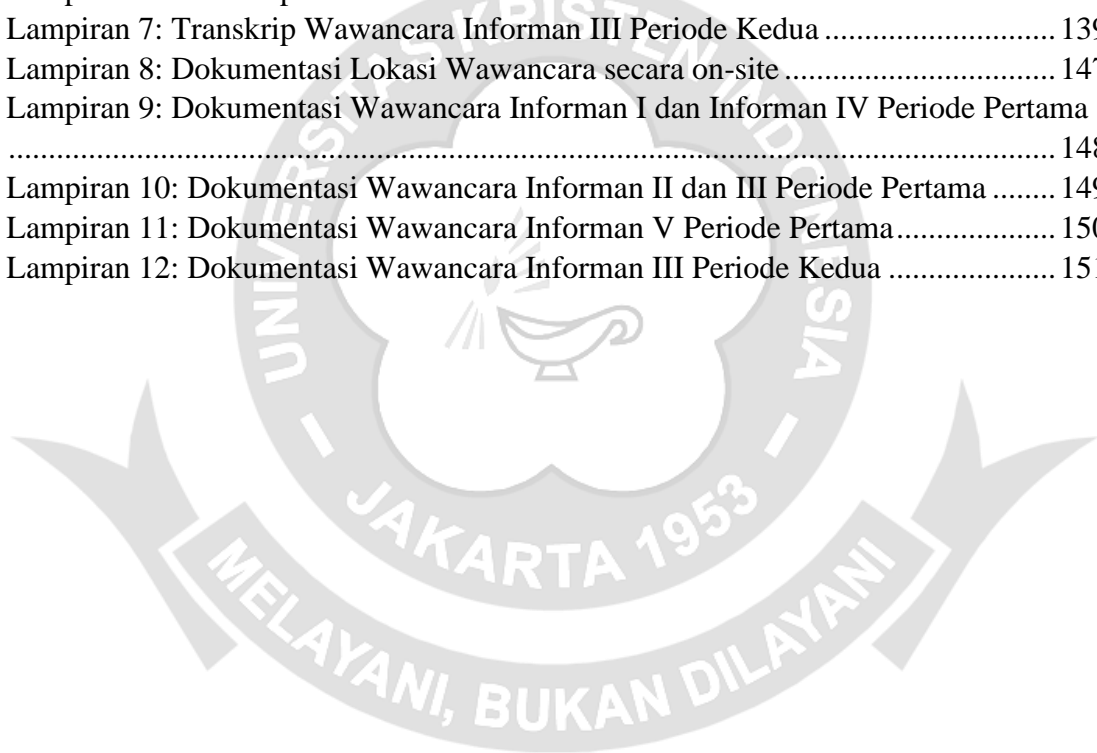 Lampiran 7: Transkrip Wawancara Informan III Periode Kedua ............................. 139
Lampiran 8: Dokumentasi Lokasi Wawancara secara on-site .................................. 147
Lampiran 9: Dokumentasi Wawancara Informan I dan Informan IV Periode Pertama
................................................................................................................................... 148
Lampiran 10: Dokumentasi Wawancara Informan II dan III Periode Pertama ........ 149
Lampiran 11: Dokumentasi Wawancara Informan V Periode Pertama.................... 150
Lampiran 12: Dokumentasi Wawancara Informan III Periode Kedua ..................... 151
UNIVERSITAS KRISTEN INDONESIA
– JAKARTA 1953 –
MELAYANI, BUKAN DILAYANI